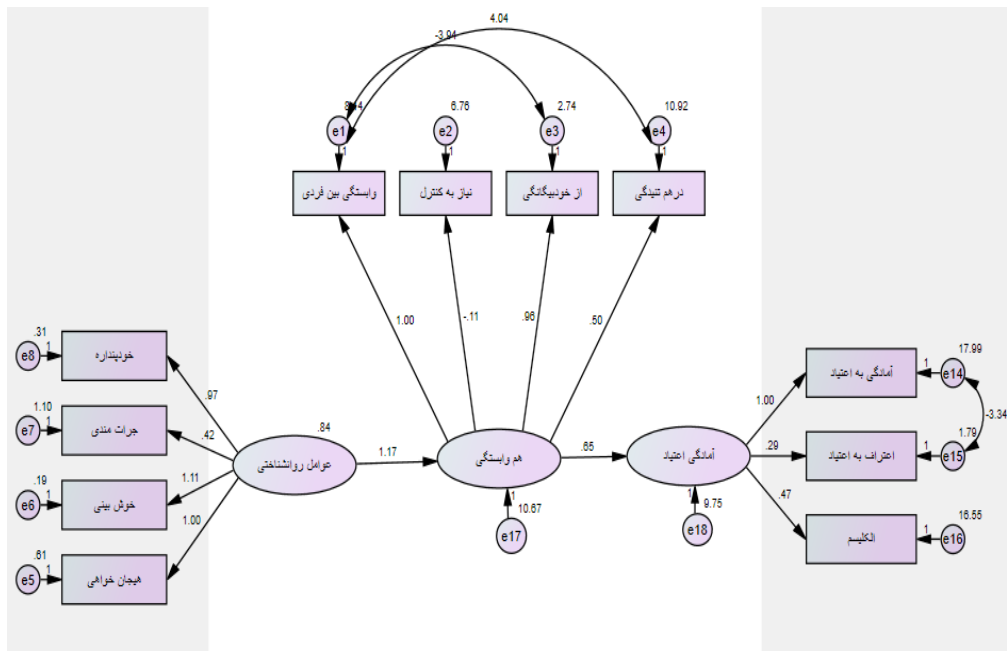 4.04
-3.94
6.76
2.74
10.92
e1
e2
e3
e4
1
1
1
1
وابستگی بین فردی
نیاز به کنترل
از خودبیگانگی
درهم تنیدگی
1.00
-.11
.96
.50
.31
e8
1
خودپنداره
.97
1.10
e7
1
جرات مندی
.42
.19
e6
1
خوش بینی
1.11
.61
e5
1
هیجان خواهی
1.00
.84
عوامل روانشناختی
1.17
هم وابستگی
1
10.67
e17
.65
آمادگی اعتیاد
1
9.75
e18
1.00
آمادگی به اعتیاد
1
17.99
e14
-3.34
.29
اعتراف به اعتیاد
1
1.79
e15
.47
الکلیسم
1
16.55
e16